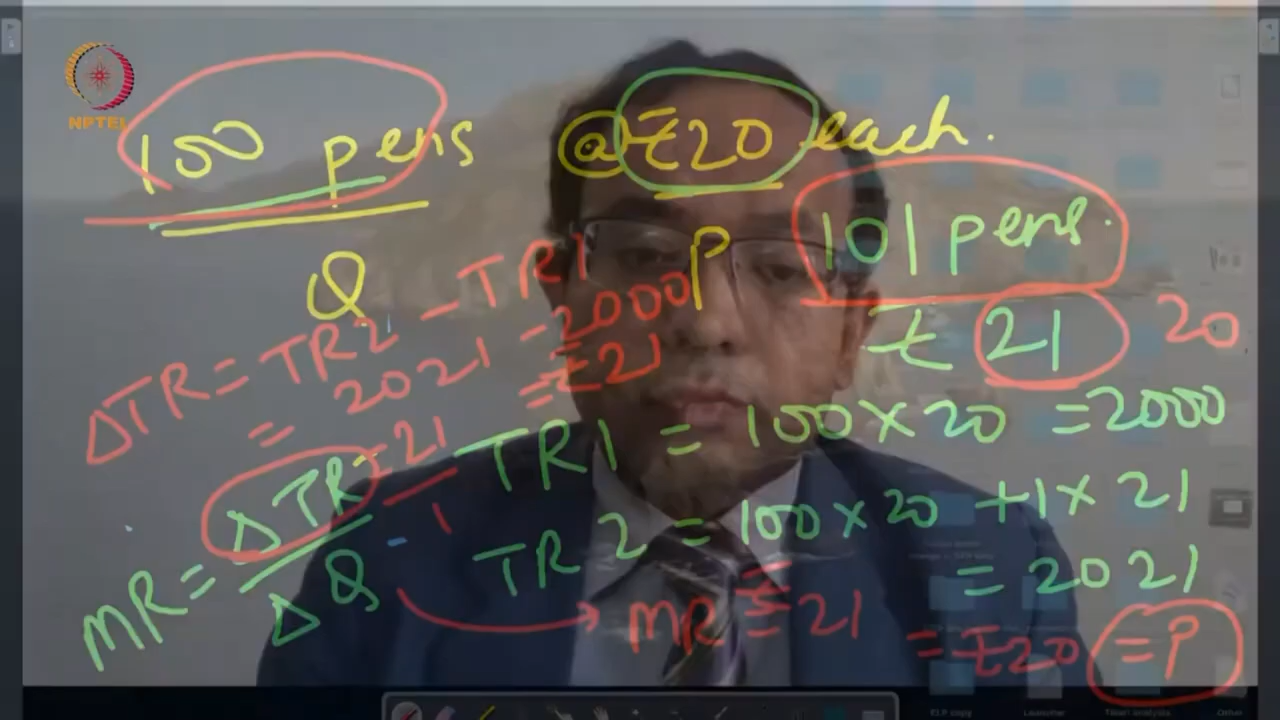 NPTEL
100 pens @ ₹20 each.
Q P 101 pens.
₹ 21 20
ΔTR = TR2 - TR1
= 2021 - 2000
= ₹21
TR1 = 100 × 20 = 2000
TR2 = 100 × 20 + 1 × 21
= 2021
MR = ΔTR / ΔQ = 21 / 1
MR = ₹21 = ₹20 = P